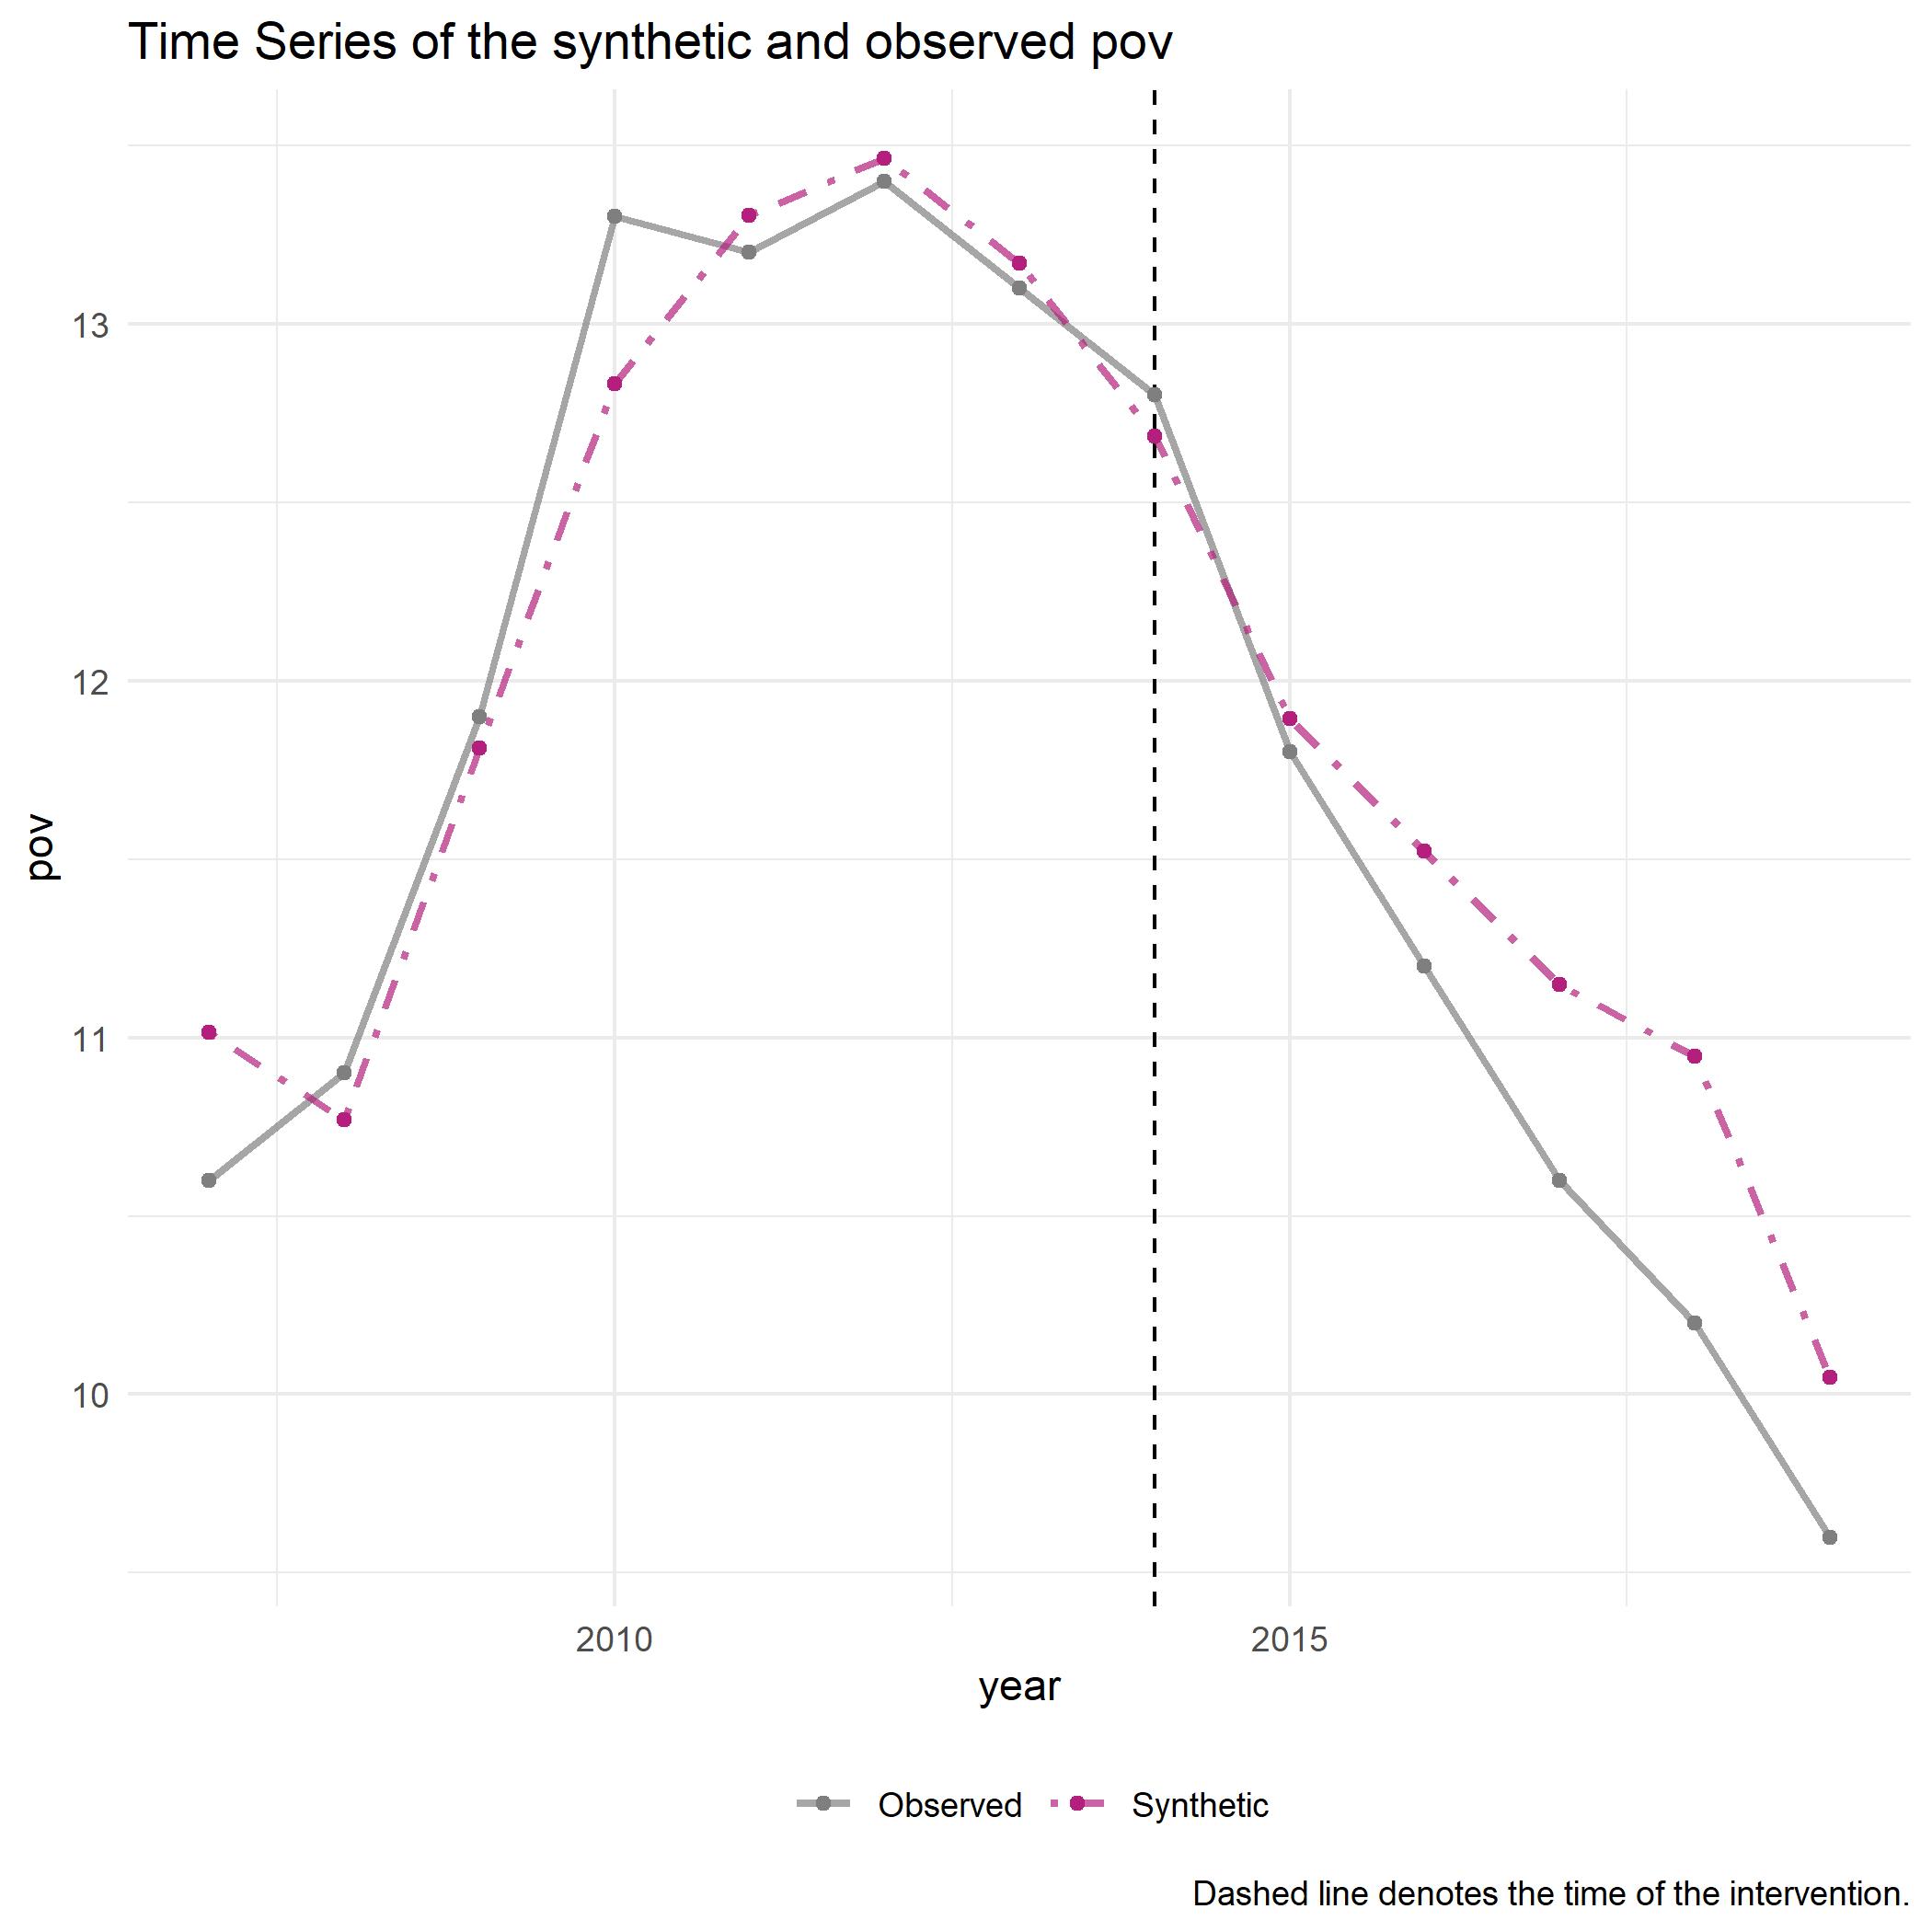 Time Series of the synthetic and observed pov
13
12
11
10
pov
2010 2015
year
Observed Synthetic
Dashed line denotes the time of the intervention.